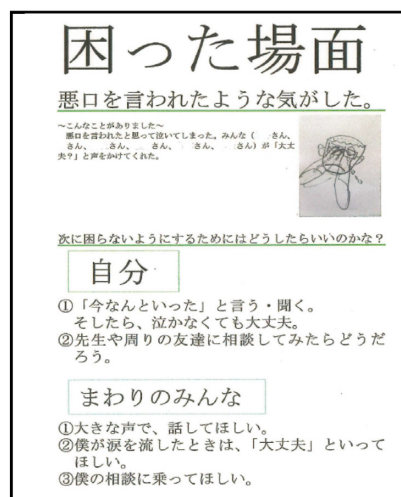 困った場面
悪口を言われたような気がした。
～こんなことがありました～
悪口を言われたと思って泣いてしまった。みんな（　さん、
さん、　さん、　さん、　さん、　さん）が「大丈
夫？」と声をかけてくれた。
次に困らないようにするためにはどうしたらいいのかな？
自分
①「今なんといった」と言う・聞く。
そしたら、泣かなくても大丈夫。
②先生や周りの友達に相談してみたらどうだ
ろう。
まわりのみんな
①大きな声で、話してほしい。
②僕が涙を流したときは、「大丈夫」といって
ほしい。
③僕の相談に乗ってほしい。